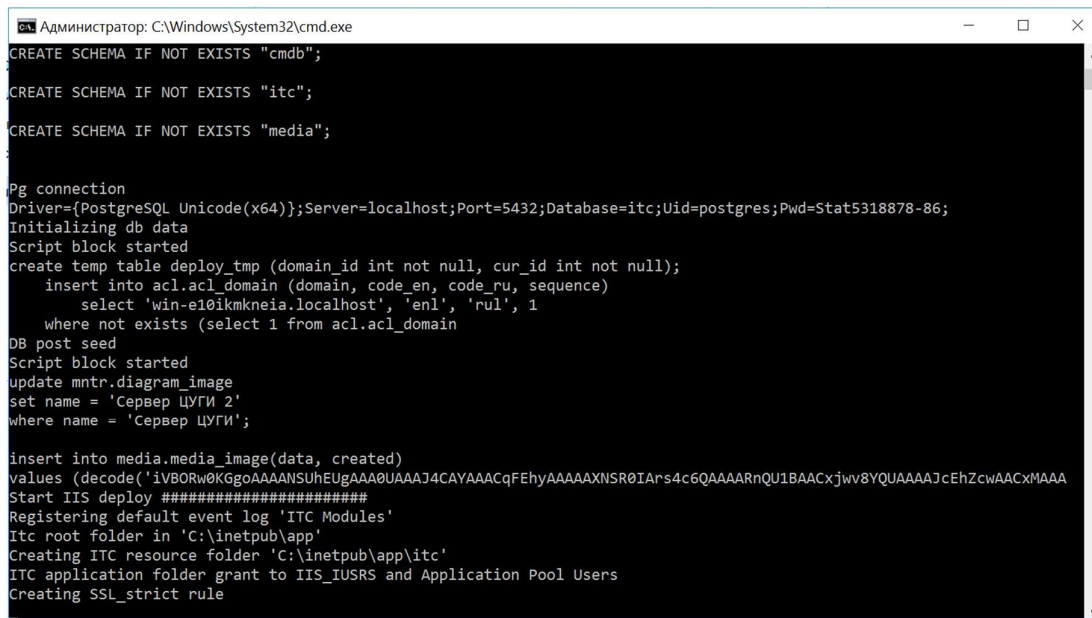 Администратор: C:\Windows\System32\cmd.exe
CREATE SCHEMA IF NOT EXISTS "cmdb";
CREATE SCHEMA IF NOT EXISTS "itc";
CREATE SCHEMA IF NOT EXISTS "media";
Pg connection
Driver={PostgreSQL Unicode(x64)};Server=localhost;Port=5432;Database=itc;Uid=postgres;Pwd=Stat5318878-86;
Initializing db data
Script block started
create temp table deploy_tmp (domain_id int not null, cur_id int not null);
    insert into acl.acl_domain (domain, code_en, code_ru, sequence)
        select 'win-e10ikmkneia.localhost', 'enl', 'rul', 1
    where not exists (select 1 from acl.acl_domain
DB post seed
Script block started
update mntr.diagram_image
set name = 'Сервер ЦУГИ 2'
where name = 'Сервер ЦУГИ';
insert into media.media_image(data, created)
values (decode('iVBORw0KGgoAAAANSUhEUgAAA0UAAAJ4CAYAAACqFEhyAAAAAXNSR0IArs4c6QAAAARnQU1BAACxjwv8YQUAAAAJcEhZcwAACxMAAA
Start IIS deploy #######################
Registering default event log 'ITC Modules'
Itc root folder in 'C:\inetpub\app'
Creating ITC resource folder 'C:\inetpub\app\itc'
ITC application folder grant to IIS_IUSRS and Application Pool Users
Creating SSL_strict rule